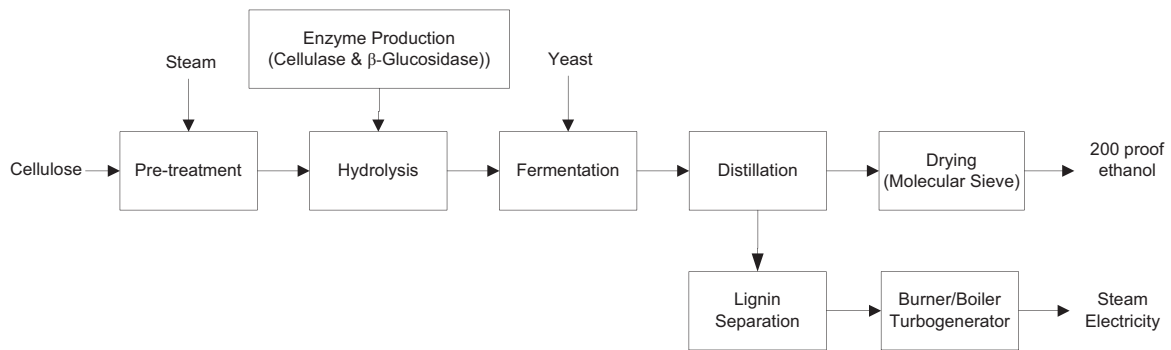 Enzyme Production
(Cellulase & β-Glucosidase))
Steam
Yeast
Cellulose
Pre-treatment
Hydrolysis
Fermentation
Distillation
Drying
(Molecular Sieve)
200 proof
ethanol
Lignin
Separation
Burner/Boiler
Turbogenerator
Steam
Electricity